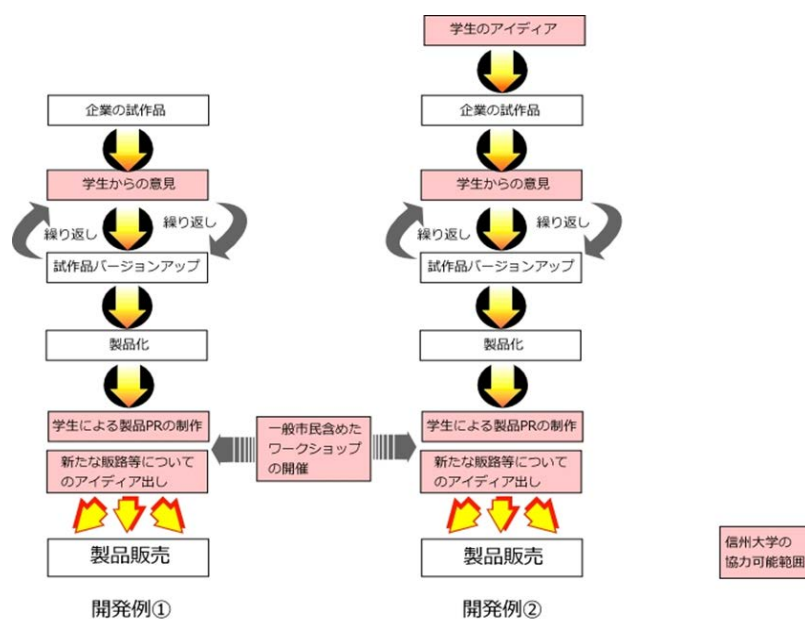 企業の試作品
学生からの意見
繰り返し
繰り返し
試作品バージョンアップ
製品化
学生による製品PRの制作
新たな販路等について
のアイディア出し
製品販売
開発例①
一般市民含めた
ワークショップ
の開催
学生のアイディア
企業の試作品
学生からの意見
繰り返し
繰り返し
試作品バージョンアップ
製品化
学生による製品PRの制作
新たな販路等について
のアイディア出し
製品販売
開発例②
信州大学の
協力可能範囲